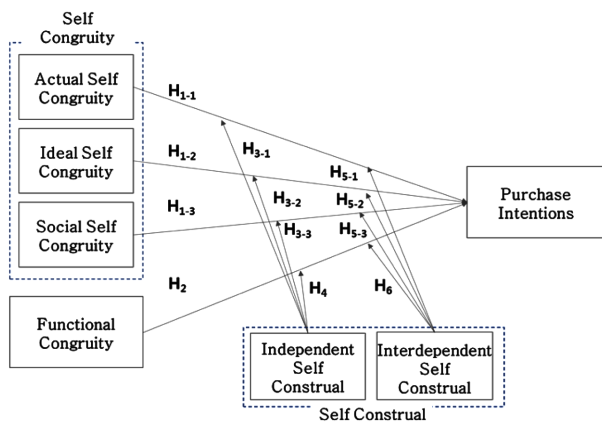 Self
Congruity
Actual Self
Congruity
Ideal Self
Congruity
Social Self
Congruity
Functional
Congruity
H1-1
H1-2
H1-3
H2
H3-1
H3-2
H3-3
H4
H5-1
H5-2
H5-3
H6
Purchase
Intentions
Independent
Self
Construal
Interdependent
Self
Construal
Self Construal